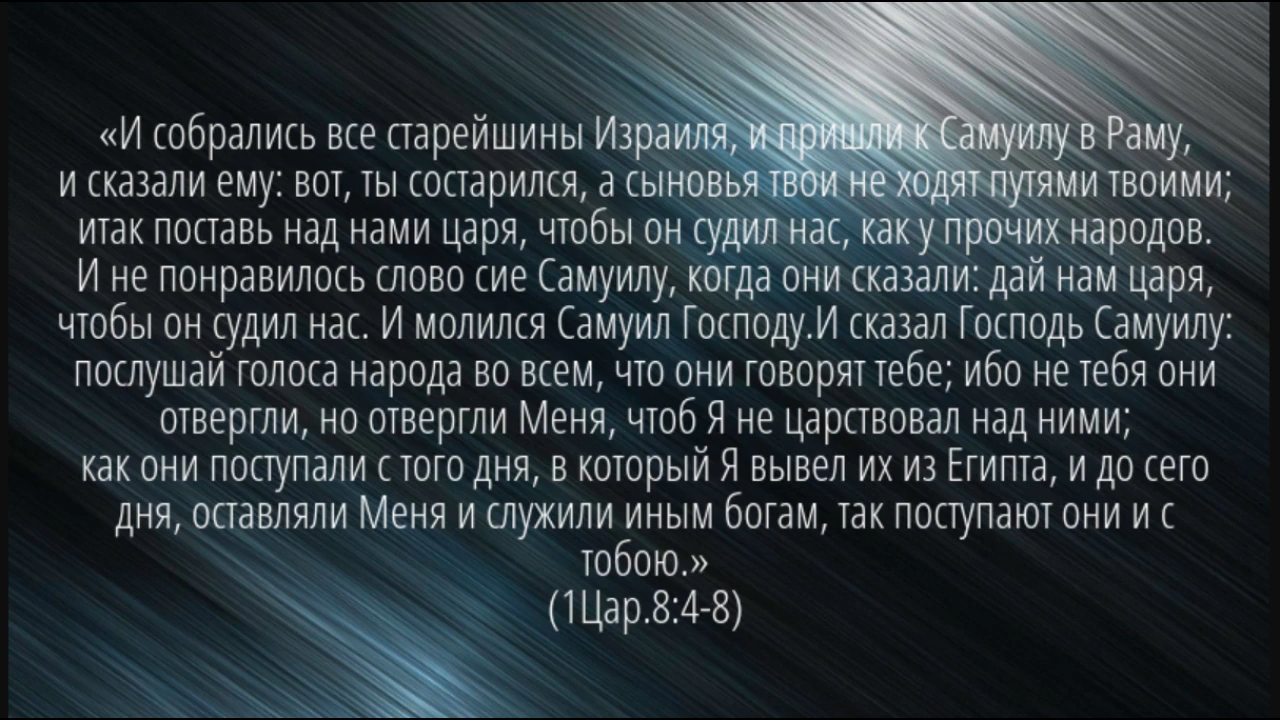 «И собрались все старейшины Израиля, и пришли к Самуилу в Раму,
и сказали ему: вот, ты состарился, а сыновья твои не ходят путями твоими;
итак поставь над нами царя, чтобы он судил нас, как у прочих народов.
И не понравилось слово сие Самуилу, когда они сказали: дай нам царя,
чтобы он судил нас. И молился Самуил Господу.И сказал Господь Самуилу:
послушай голоса народа во всем, что они говорят тебе; ибо не тебя они
отвергли, но отвергли Меня, чтоб Я не царствовал над ними;
как они поступали с того дня, в который Я вывел их из Египта, и до сего
дня, оставляли Меня и служили иным богам, так поступают они и с
тобою.»
(1Цар.8:4-8)